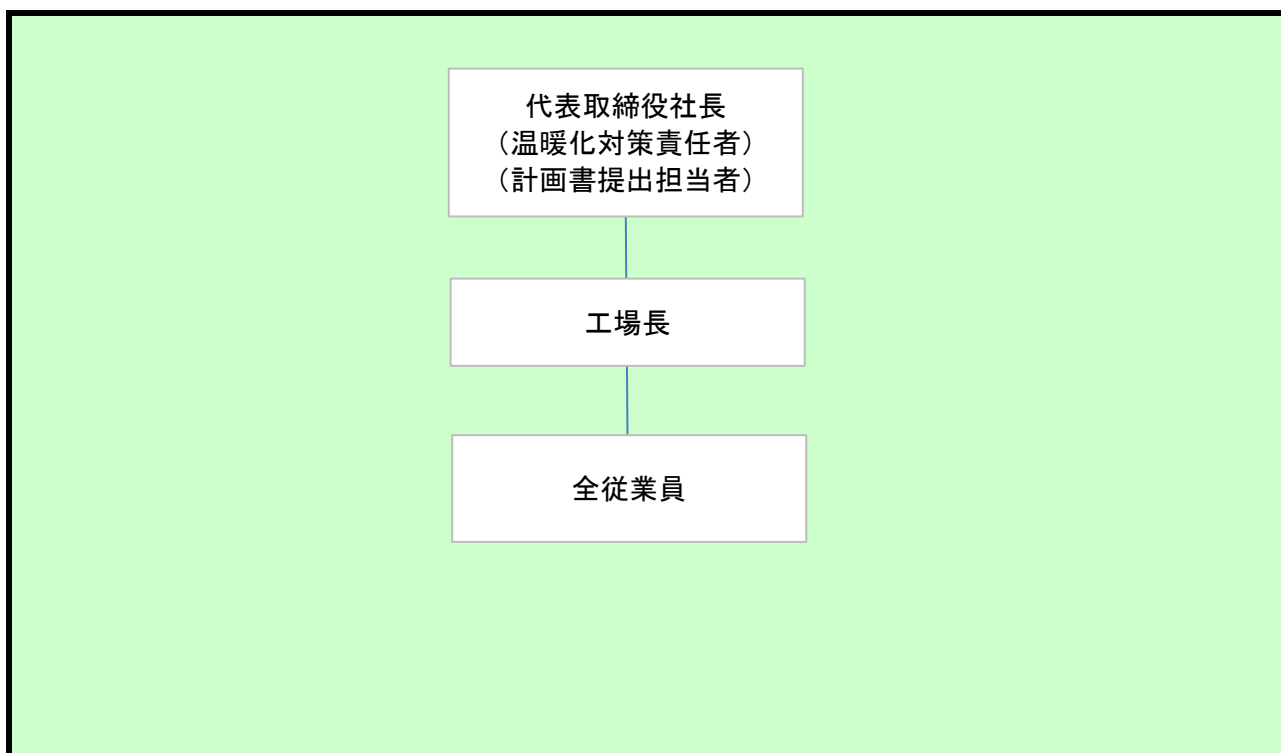 代表取締役社長
（温暖化対策責任者）
（計画書提出担当者）
工場長
全従業員